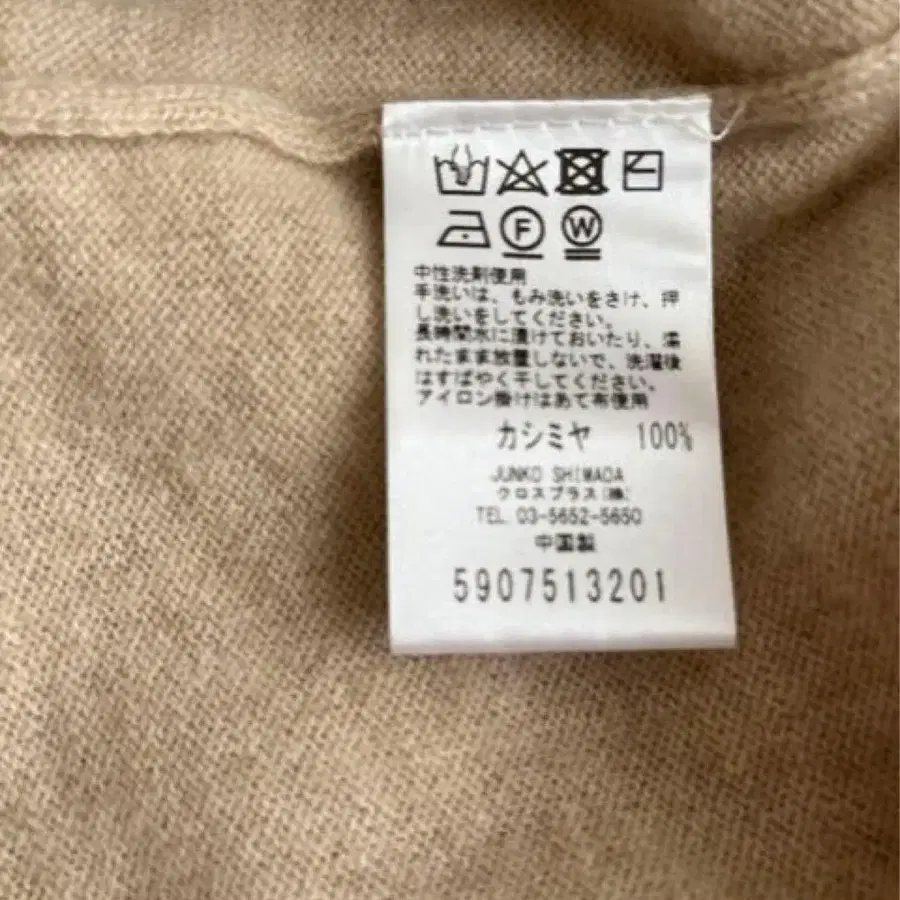 F W
中性洗剤使用
手洗いは、もみ洗いをさけ、押
し洗いをしてください。
長時間水に漬けておいたり、濡
れたまま放置しないで、洗濯後
はすばやく干してください。
アイロン掛けはあて布使用
カシミヤ 100%
JUNKO SHIMADA
クロスプラス(株)
TEL 03-5652-5650
中国製
5907513201